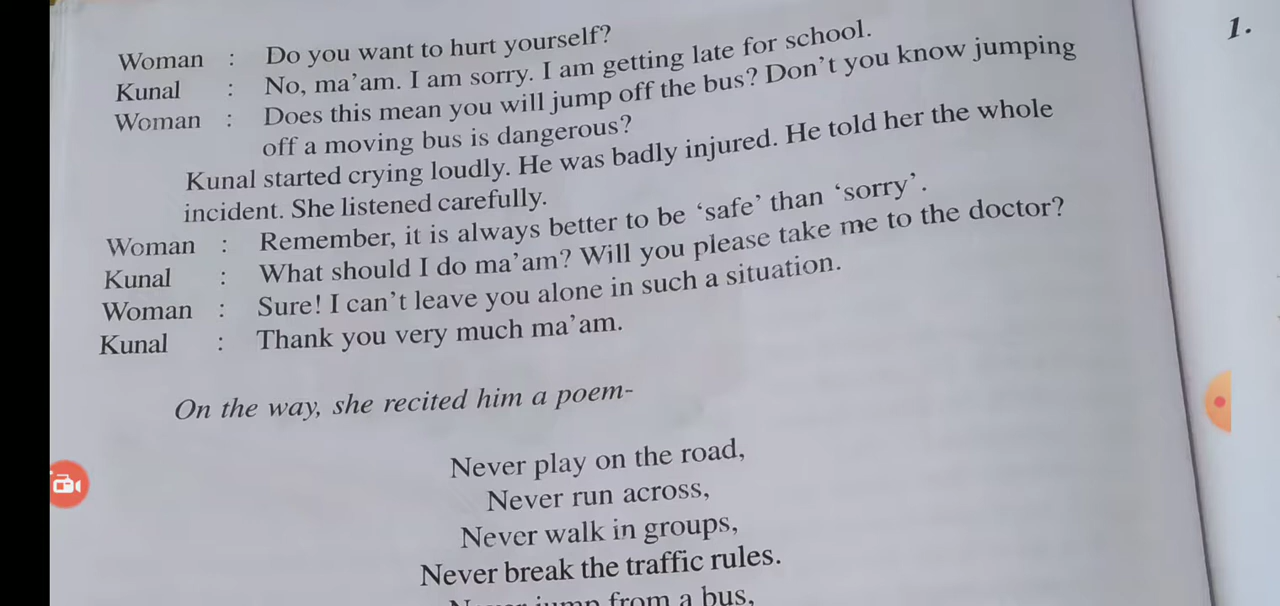 Woman : Do you want to hurt yourself?
Kunal : No, ma'am. I am sorry. I am getting late for school.
Woman : Does this mean you will jump off the bus? Don't you know jumping
off a moving bus is dangerous?
Kunal started crying loudly. He was badly injured. He told her the whole
incident. She listened carefully.
Woman : Remember, it is always better to be 'safe' than 'sorry'.
Kunal : What should I do ma'am? Will you please take me to the doctor?
Woman : Sure! I can't leave you alone in such a situation.
Kunal : Thank you very much ma'am.
On the way, she recited him a poem-
Never play on the road,
Never run across,
Never walk in groups,
Never break the traffic rules.
Never jump from a bus,
1.